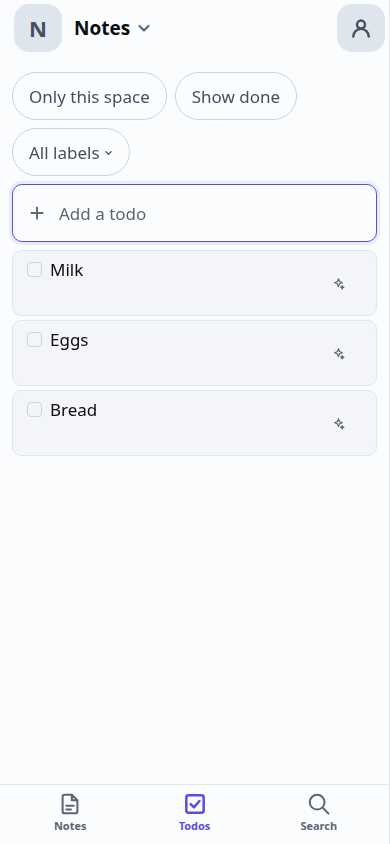 N Notes
Only this space Show done
All labels
Add a todo
Milk
Eggs
Bread
Notes Todos Search